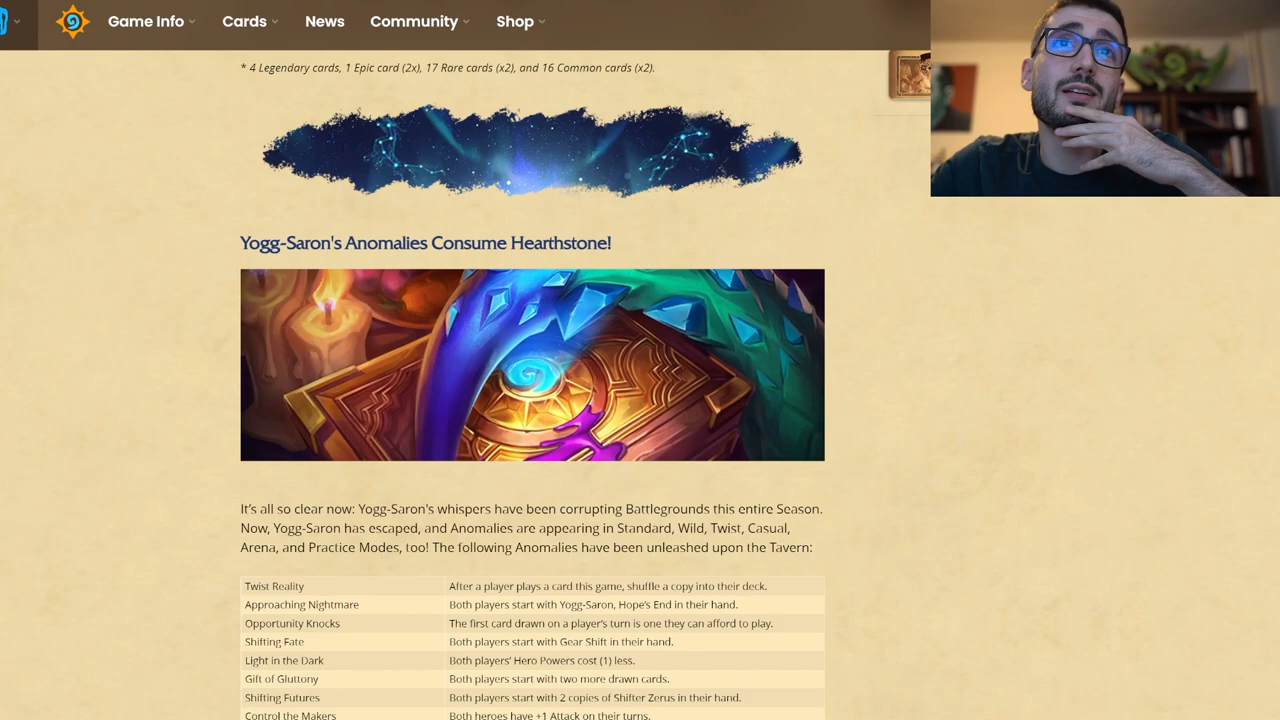 Game Info
Cards
News
Community
Shop
* 4 Legendary cards, 1 Epic card (2x), 17 Rare cards (x2), and 16 Common cards (x2).
Yogg-Saron's Anomalies Consume Hearthstone!
It's all so clear now: Yogg-Saron's whispers have been corrupting Battlegrounds this entire Season.
Now, Yogg-Saron has escaped, and Anomalies are appearing in Standard, Wild, Twist, Casual,
Arena, and Practice Modes, too! The following Anomalies have been unleashed upon the Tavern:
Twist Reality After a player plays a card this game, shuffle a copy into their deck.
Approaching Nightmare Both players start with Yogg-Saron, Hope's End in their hand.
Opportunity Knocks The first card drawn on a player's turn is one they can afford to play.
Shifting Fate Both players start with Gear Shift in their hand.
Light in the Dark Both players' Hero Powers cost (1) less.
Gift of Gluttony Both players start with two more drawn cards.
Shifting Futures Both players start with 2 copies of Shifter Zerus in their hand.
Control the Makers Both heroes have +1 Attack on their turns.